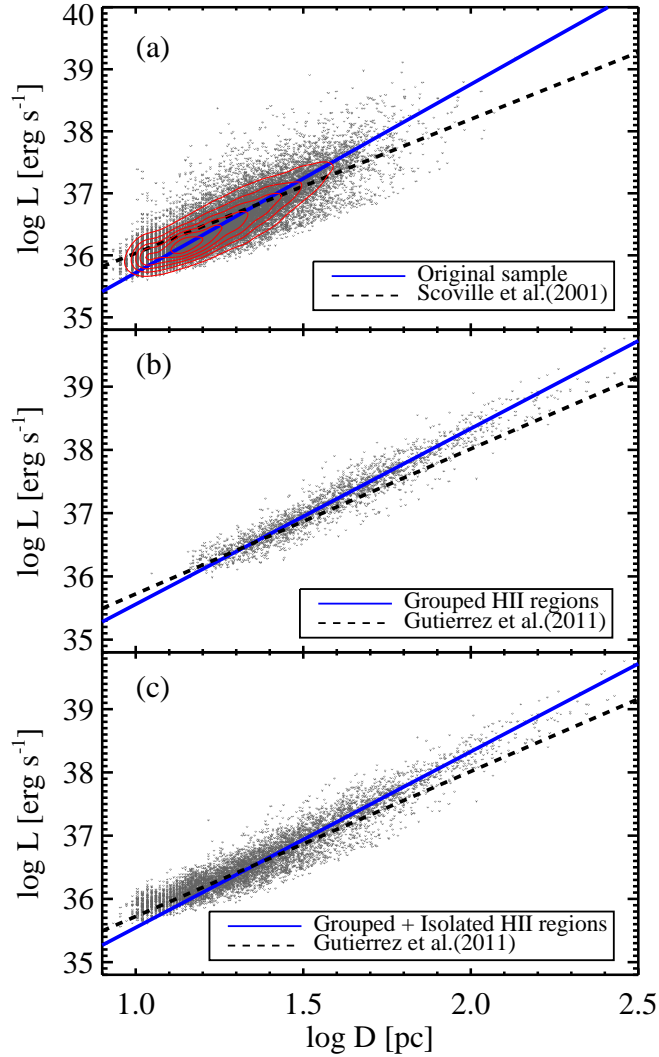 40
(a)
39
38
37
36
35
log L [erg s⁻¹]
Original sample
Scoville et al.(2001)
(b)
39
38
37
36
35
log L [erg s⁻¹]
Grouped HII regions
Gutierrez et al.(2011)
(c)
39
38
37
36
35
log L [erg s⁻¹]
Grouped + Isolated HII regions
Gutierrez et al.(2011)
1.0 1.5 2.0 2.5
log D [pc]